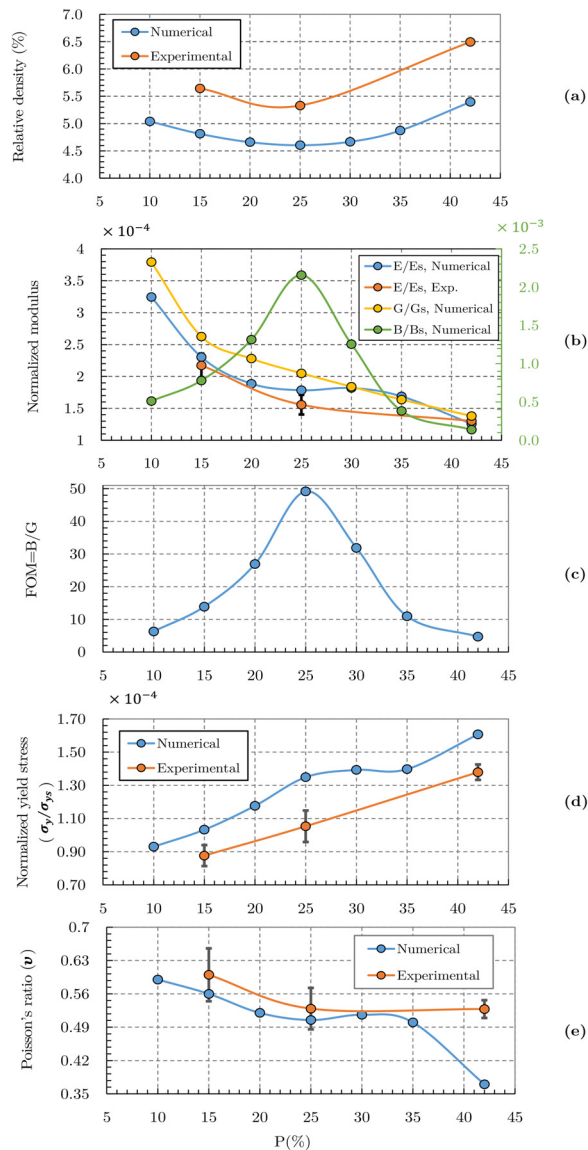 7.0
6.5
6.0
5.5
5.0
4.5
4.0
Relative density (%)
Numerical
Experimental
(a)
5 10 15 20 25 30 35 40 45
× 10⁻⁴
× 10⁻³
4
3.5
3
2.5
2
1.5
1
Normalized modulus
E/Es, Numerical
E/Es, Exp.
G/Gs, Numerical
B/Bs, Numerical
2.5
2.0
1.5
1.0
0.5
0.0
(b)
5 10 15 20 25 30 35 40 45
50
40
30
20
10
0
FOM=B/G
(c)
5 10 15 20 25 30 35 40 45
× 10⁻⁴
1.70
1.50
1.30
1.10
0.90
0.70
Normalized yield stress
(σy/σys)
Numerical
Experimental
(d)
5 10 15 20 25 30 35 40 45
0.7
0.63
0.56
0.49
0.42
0.35
Poisson's ratio (υ)
Numerical
Experimental
(e)
5 10 15 20 25 30 35 40 45
P(%)